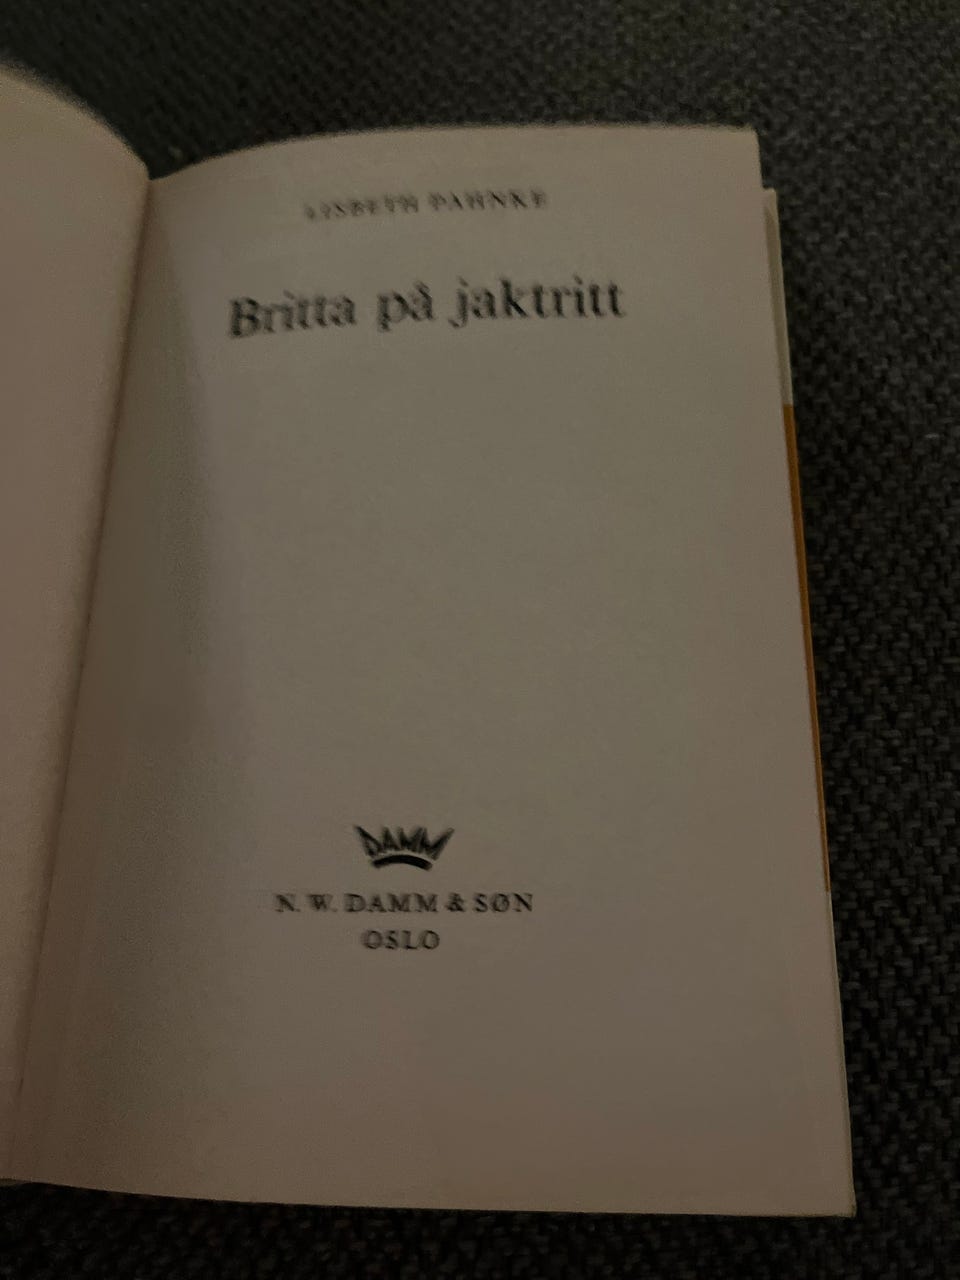 LISBETH PAHNKE
Britta på jaktritt
DAMM
N. W. DAMM & SØN
OSLO